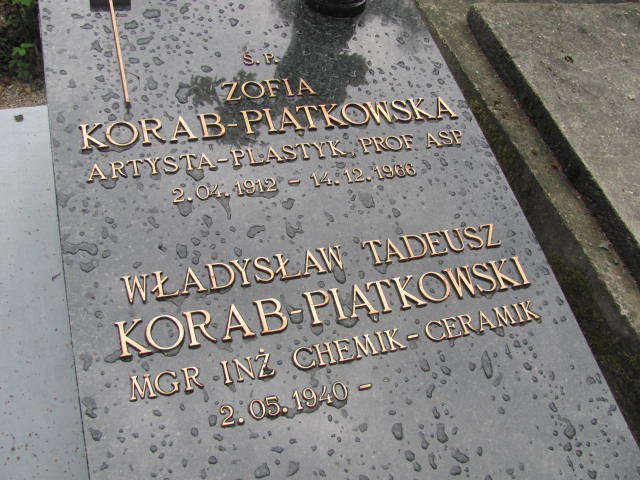 Ś. P.
ZOFIA
KORAB-PIĄTKOWSKA
ARTYSTA-PLASTYK, PROF ASP
2.04.1912 – 14.12.1966
WŁADYSŁAW TADEUSZ
KORAB-PIĄTKOWSKI
MGR INŻ CHEMIK-CERAMIK
2.05.1940 –